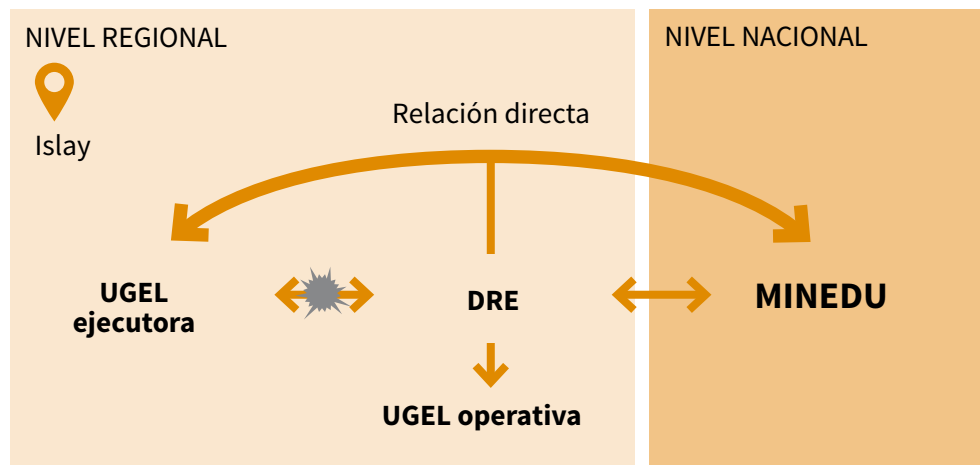 NIVEL REGIONAL
NIVEL NACIONAL
Islay
Relación directa
UGEL
ejecutora
DRE
MINEDU
UGEL operativa